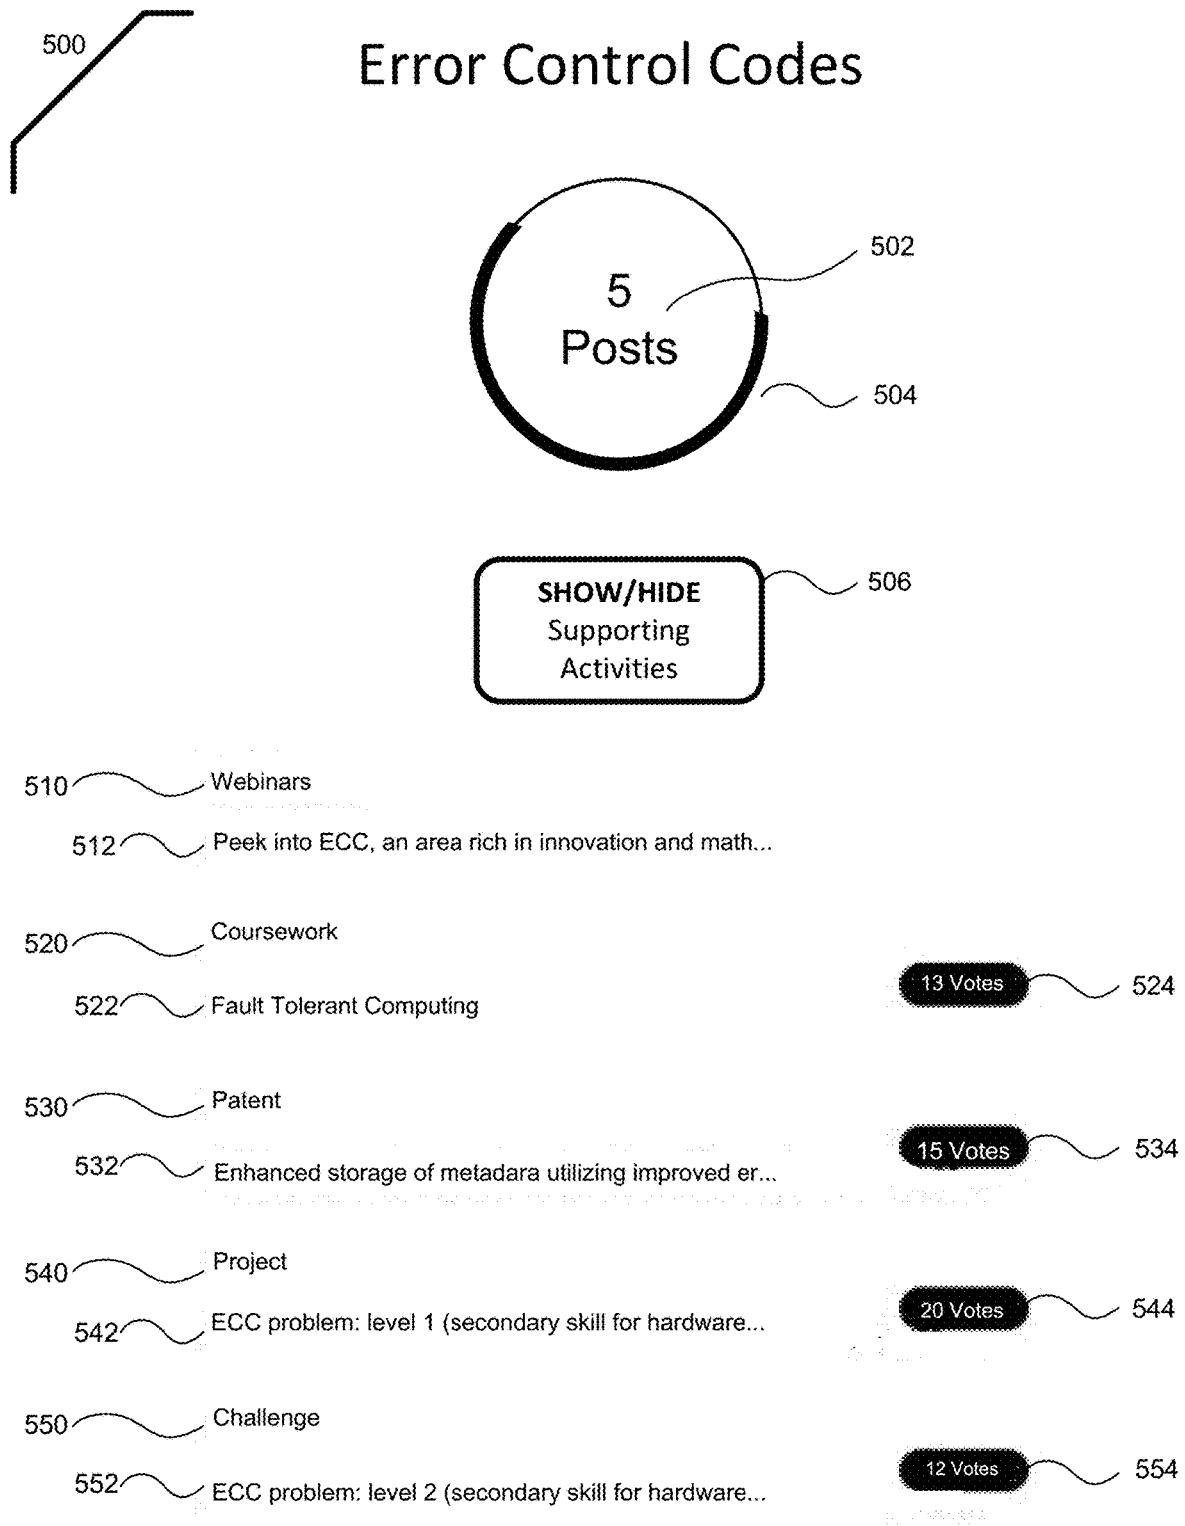 500
Error Control Codes
502
5
Posts
504
SHOW/HIDE
Supporting
Activities
506
510 Webinars
512 Peek into ECC, an area rich in innovation and math...
520 Coursework
13 Votes 524
522 Fault Tolerant Computing
530 Patent
15 Votes 534
532 Enhanced storage of metadara utilizing improved er...
540 Project
20 Votes 544
542 ECC problem: level 1 (secondary skill for hardware...
550 Challenge
12 Votes 554
552 ECC problem: level 2 (secondary skill for hardware...